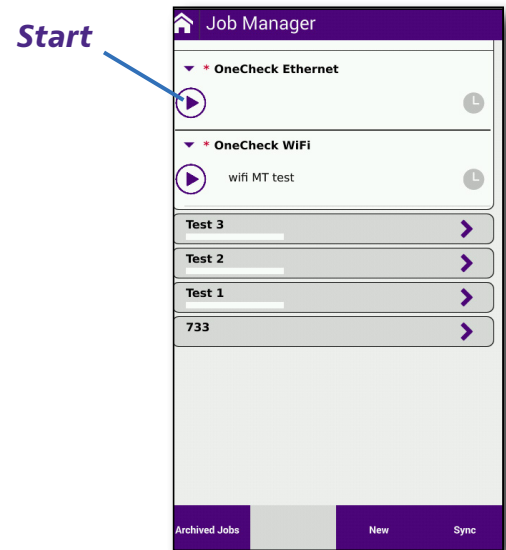 Start
Job Manager
* OneCheck Ethernet
* OneCheck WiFi
wifi MT test
Test 3
Test 2
Test 1
733
Archived Jobs New Sync